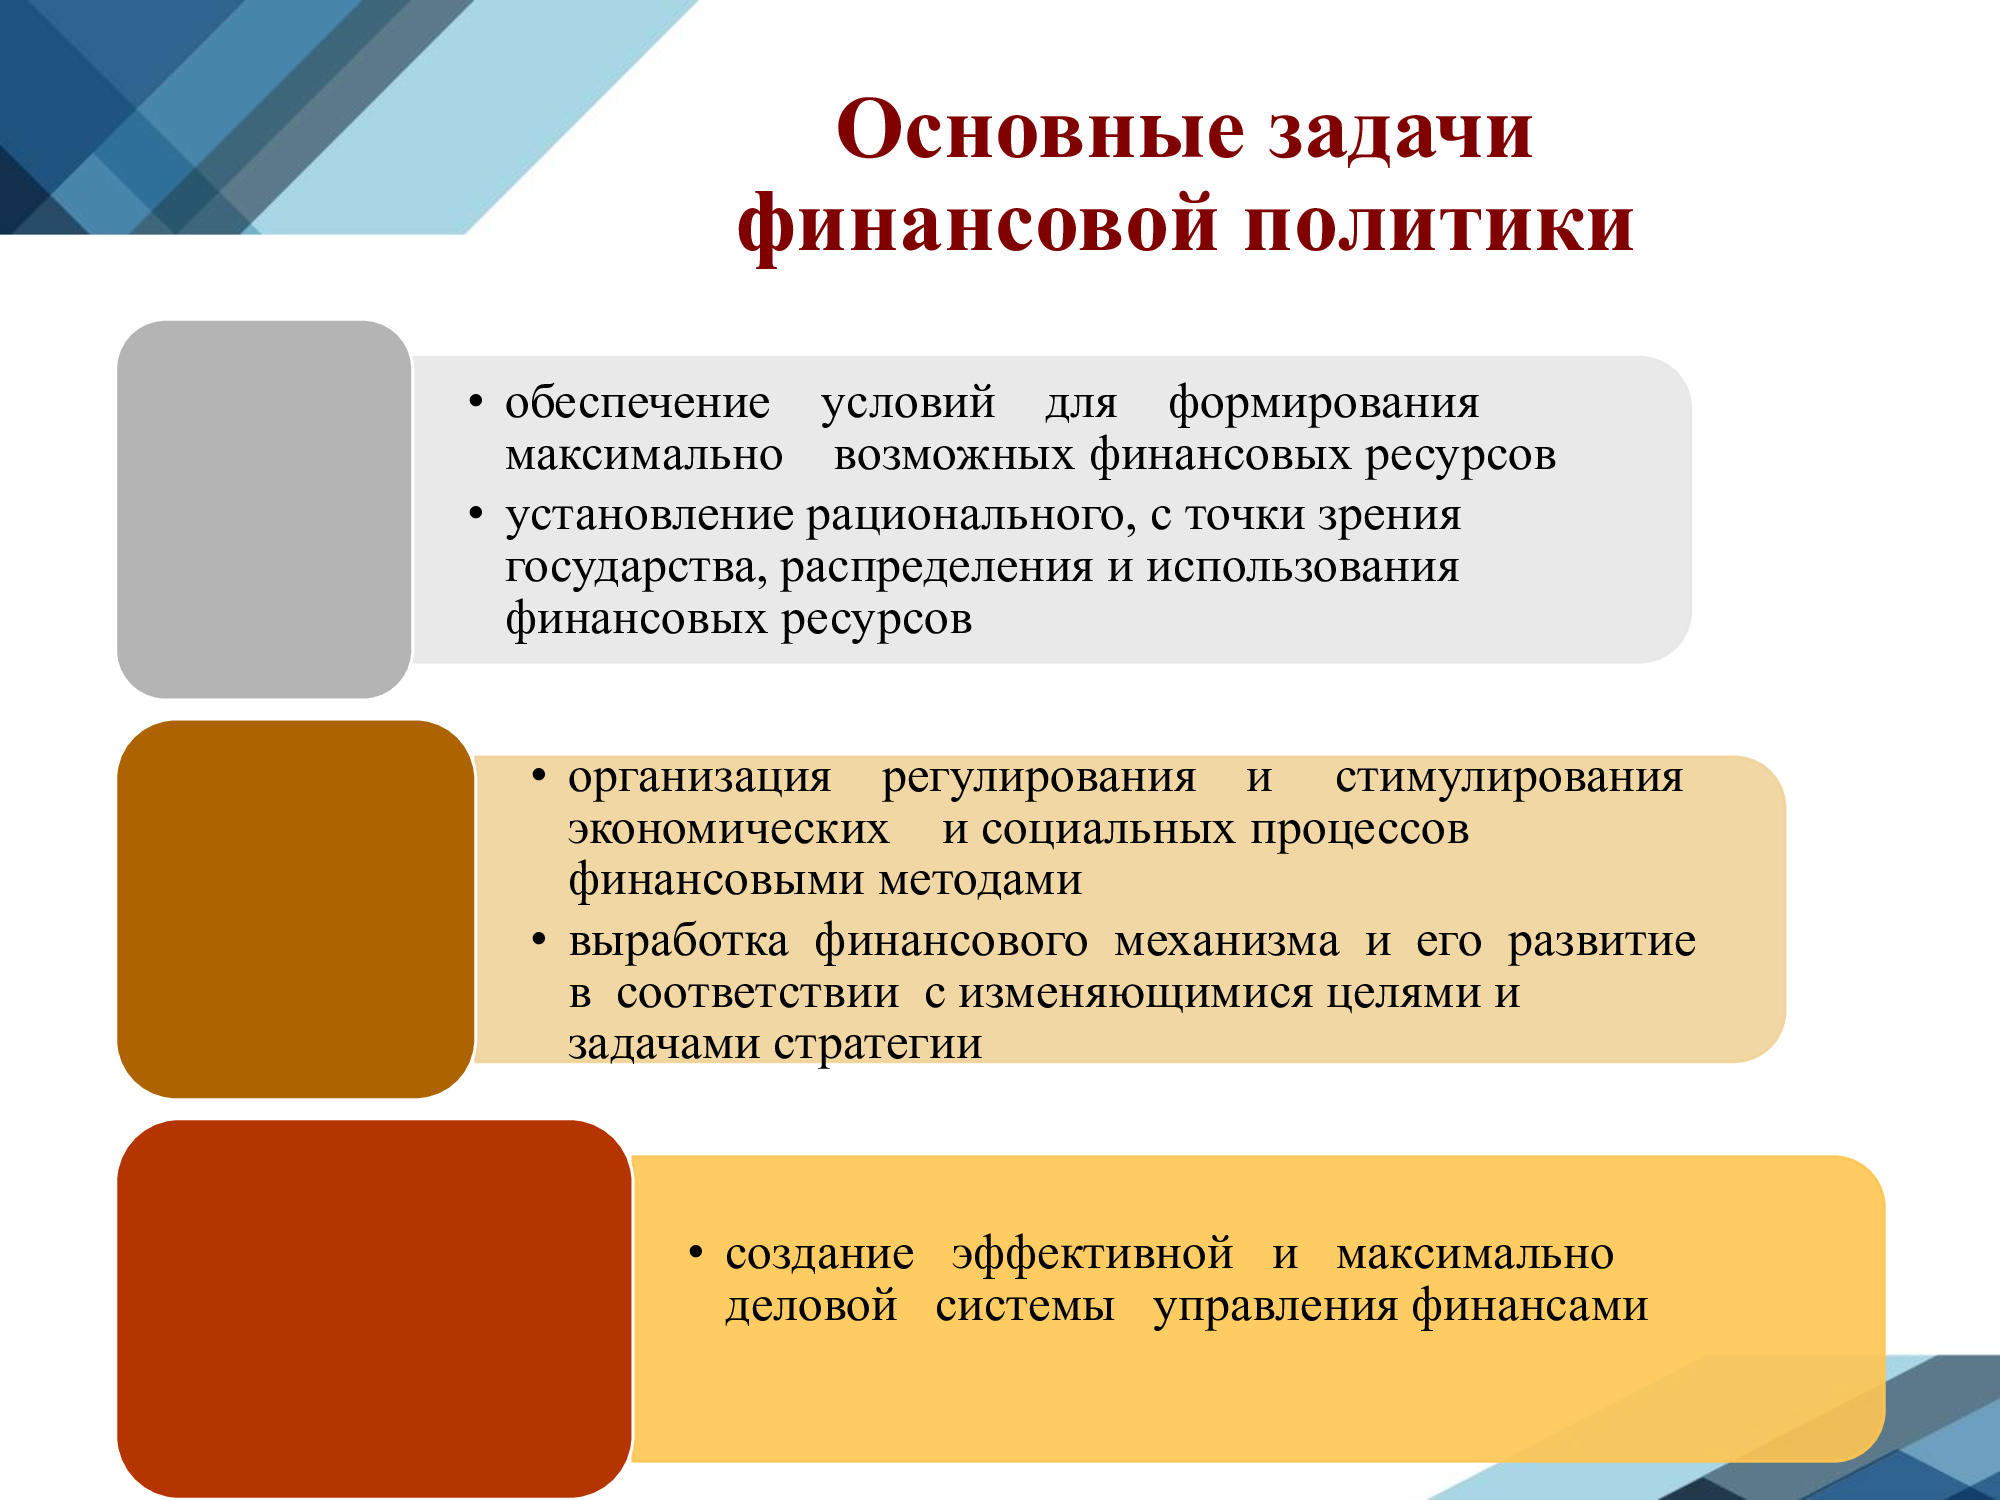 Основные задачи
финансовой политики
• обеспечение условий для формирования
максимально возможных финансовых ресурсов
• установление рационального, с точки зрения
государства, распределения и использования
финансовых ресурсов
• организация регулирования и стимулирования
экономических и социальных процессов
финансовыми методами
• выработка финансового механизма и его развитие
в соответствии с изменяющимися целями и
задачами стратегии
• создание эффективной и максимально
деловой системы управления финансами